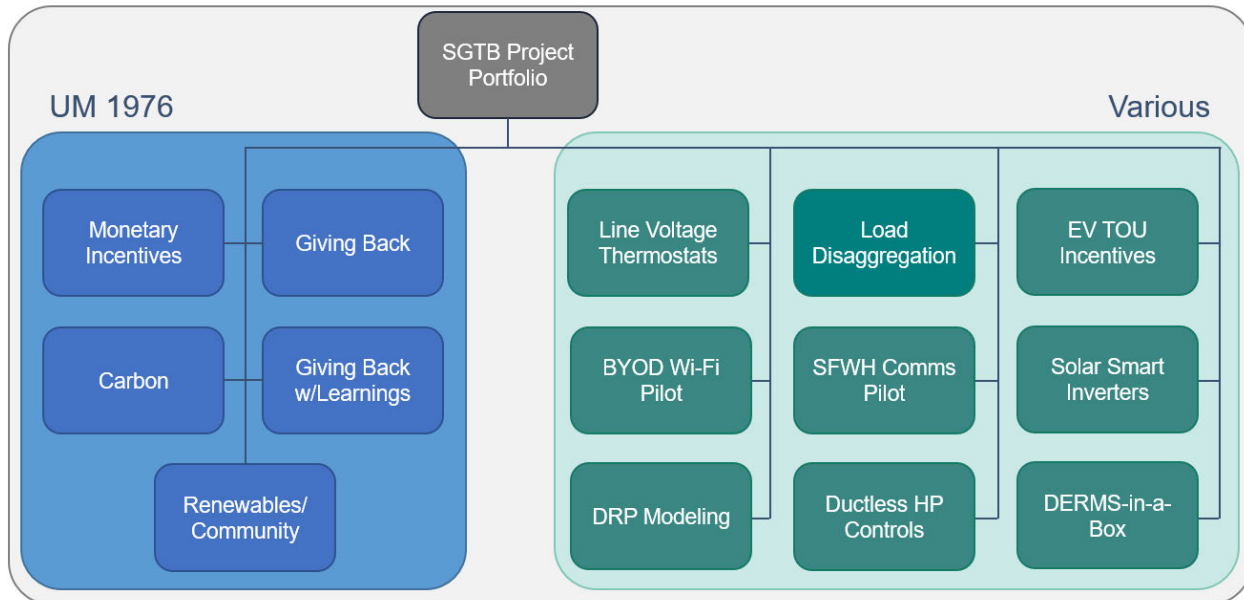 SGTB Project
Portfolio
UM 1976
Various
Monetary
Incentives
Giving Back
Carbon
Giving Back
w/Learnings
Renewables/
Community
Line Voltage
Thermostats
Load
Disaggregation
EV TOU
Incentives
BYOD Wi-Fi
Pilot
SFWH Comms
Pilot
Solar Smart
Inverters
DRP Modeling
Ductless HP
Controls
DERMS-in-a-
Box